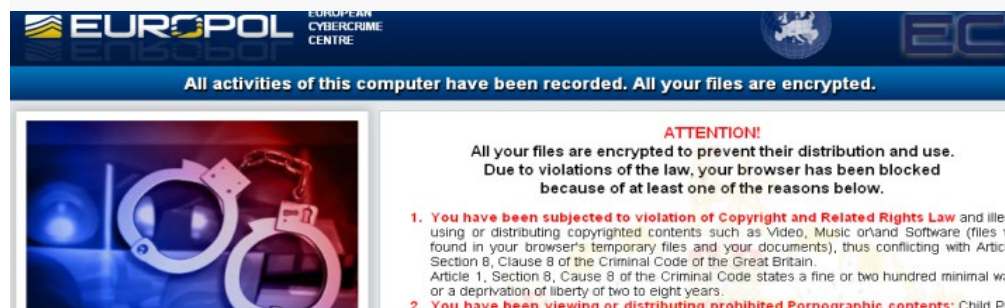 EUROPOL
EUROPEAN
CYBERCRIME
CENTRE
EC
All activities of this computer have been recorded. All your files are encrypted.
ATTENTION!
All your files are encrypted to prevent their distribution and use.
Due to violations of the law, your browser has been blocked
because of at least one of the reasons below.
1. You have been subjected to violation of Copyright and Related Rights Law and
using or distributing copyrighted contents such as Video, Music or\and Software (files
found in your browser's temporary files and your documents), thus conflicting with
Section 8, Clause 8 of the Criminal Code of the Great Britain.
Article 1, Section 8, Cause 8 of the Criminal Code states a fine or two hundred minimal
or a deprivation of liberty of two to eight years.
2. You have been viewing or distributing prohibited Pornographic contents: Child